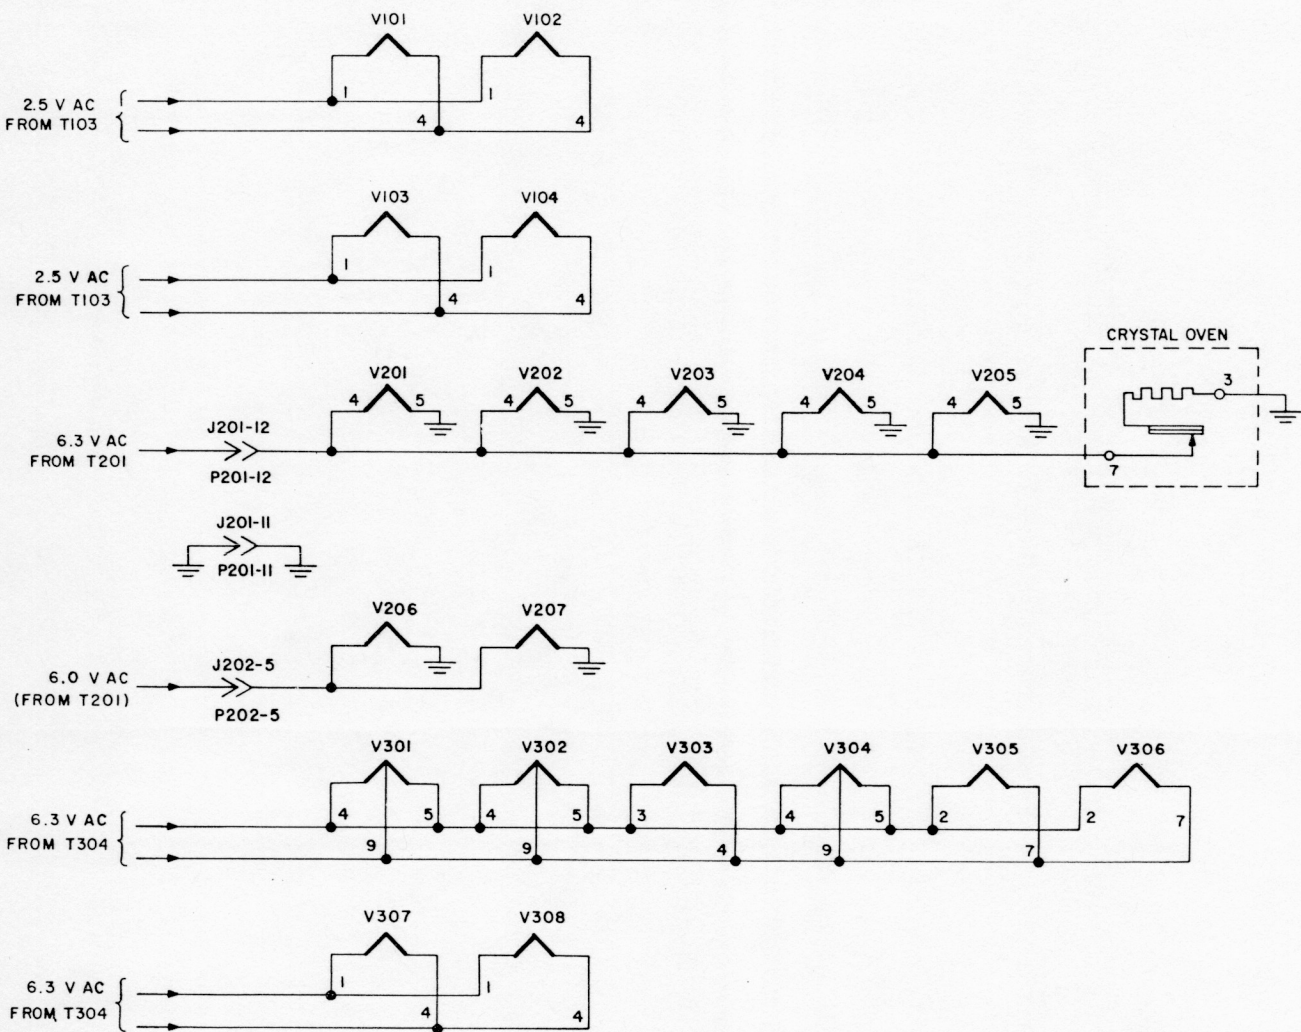 V101 V102
2.5 V AC
FROM T103
1 1
4 4
V103 V104
2.5 V AC
FROM T103
1 1
4 4
CRYSTAL OVEN
V201 V202 V203 V204 V205
4 5 4 5 4 5 4 5 4 5
3
6.3 V AC
FROM T201
J201-12
P201-12
7
J201-11
P201-11
V206 V207
6.0 V AC
(FROM T201)
J202-5
P202-5
V301 V302 V303 V304 V305 V306
6.3 V AC
FROM T304
4 5 4 5 3 4 5 2 2 7
9 9 4 9 7
V307 V308
6.3 V AC
FROM T304
1 1
4 4